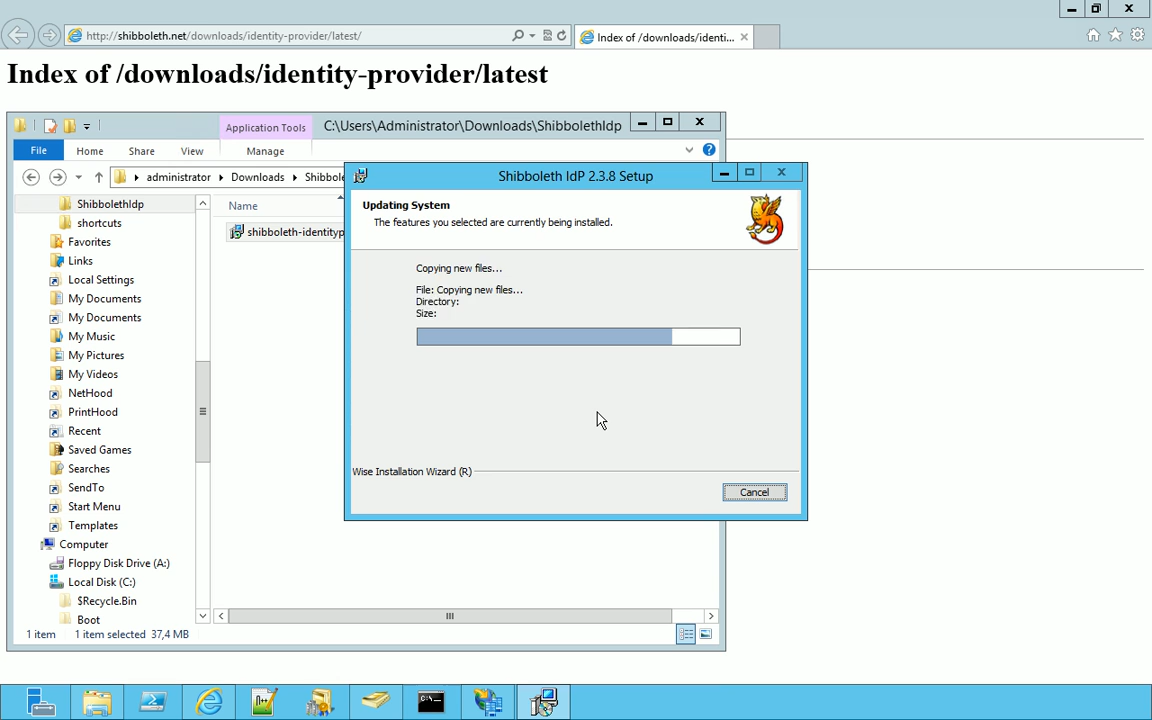 http://shibboleth.net/downloads/identity-provider/latest/
Index of /downloads/identi...
Index of /downloads/identity-provider/latest
Application Tools
C:\Users\Administrator\Downloads\ShibbolethIdp
File
Home
Share
View
Manage
administrator
Downloads
Shibbole
ShibbolethIdp
shortcuts
Favorites
Links
Local Settings
My Documents
My Documents
My Music
My Pictures
My Videos
NetHood
PrintHood
Recent
Saved Games
Searches
SendTo
Start Menu
Templates
Computer
Floppy Disk Drive (A:)
Local Disk (C:)
$Recycle.Bin
Boot
Name
shibboleth-identityp
1 item
1 item selected 37,4 MB
Shibboleth IdP 2.3.8 Setup
Updating System
The features you selected are currently being installed.
Copying new files...
File: Copying new files...
Directory:
Size:
Wise Installation Wizard (R)
Cancel